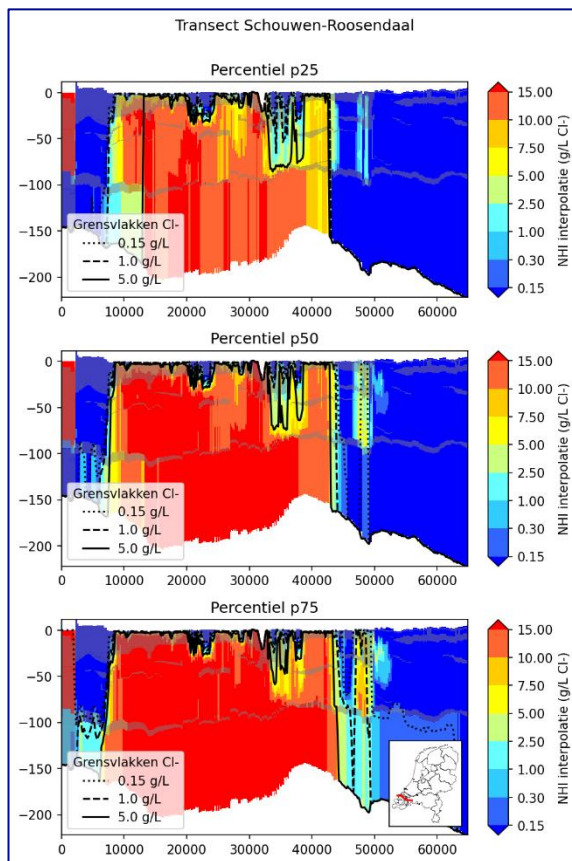 Transect Schouwen-Roosendaal
Percentiel p25
0
−50
−100
−150
−200
0 10000 20000 30000 40000 50000 60000
Grensvlakken Cl-
0.15 g/L
1.0 g/L
5.0 g/L
15.00
10.00
7.50
5.00
2.50
1.00
0.30
0.15
NHI interpolatie (g/L Cl-)
Percentiel p50
0
−50
−100
−150
−200
0 10000 20000 30000 40000 50000 60000
Grensvlakken Cl-
0.15 g/L
1.0 g/L
5.0 g/L
15.00
10.00
7.50
5.00
2.50
1.00
0.30
0.15
NHI interpolatie (g/L Cl-)
Percentiel p75
0
−50
−100
−150
−200
0 10000 20000 30000 40000 50000 60000
Grensvlakken Cl-
0.15 g/L
1.0 g/L
5.0 g/L
15.00
10.00
7.50
5.00
2.50
1.00
0.30
0.15
NHI interpolatie (g/L Cl-)